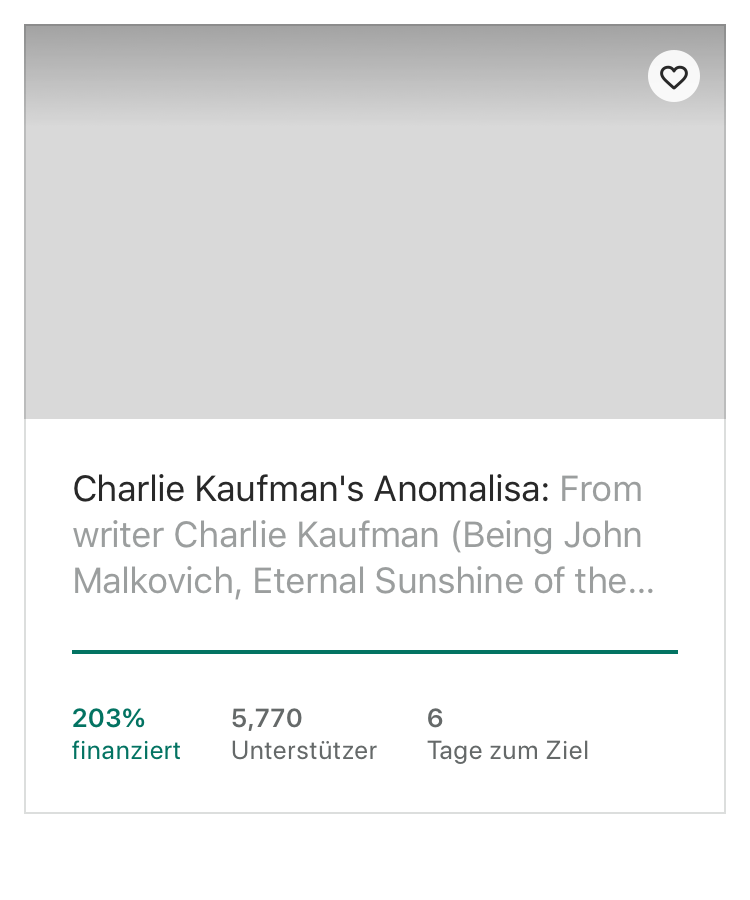 Charlie Kaufman's Anomalisa: From
writer Charlie Kaufman (Being John
Malkovich, Eternal Sunshine of the...
203%
finanziert
5,770
Unterstützer
6
Tage zum Ziel